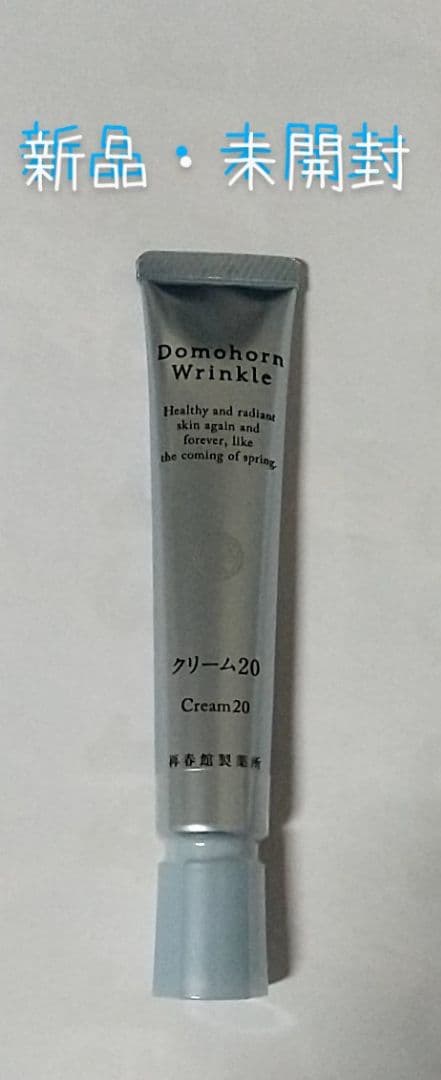 新品・未開封
Domohorn
Wrinkle
Healthy and radiant
skin again and
forever, like
the coming of spring.
クリーム20
Cream20
再春館製薬所